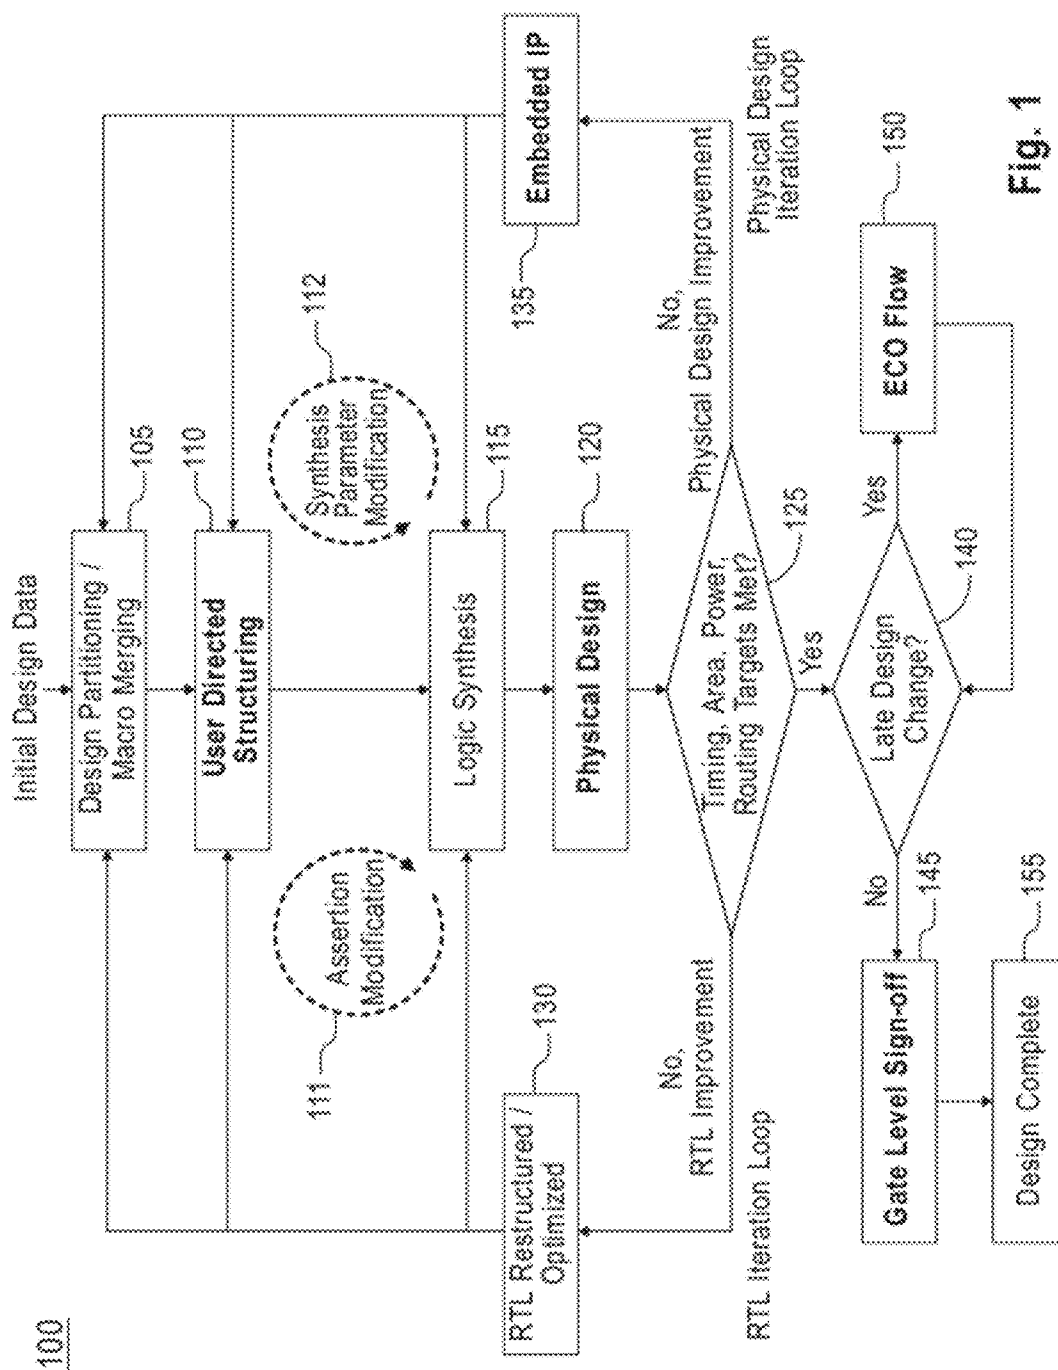 100
Initial Design Data
Design Partitioning /
Macro Merging
105
User Directed
Structuring
110
111
Assertion
Modification
Synthesis
Parameter
Modification
112
Logic Synthesis
115
RTL Restructured /
Optimized
130
Physical Design
120
135
Embedded IP
No,
RTL Improvement
Timing, Area, Power,
Routing Targets Met?
125
No,
Physical Design Improvement
RTL Iteration Loop
Physical Design
Iteration Loop
Yes
Late Design
Change?
140
No
Yes
Gate Level Sign-off
145
ECO Flow
150
Design Complete
155
Fig. 1